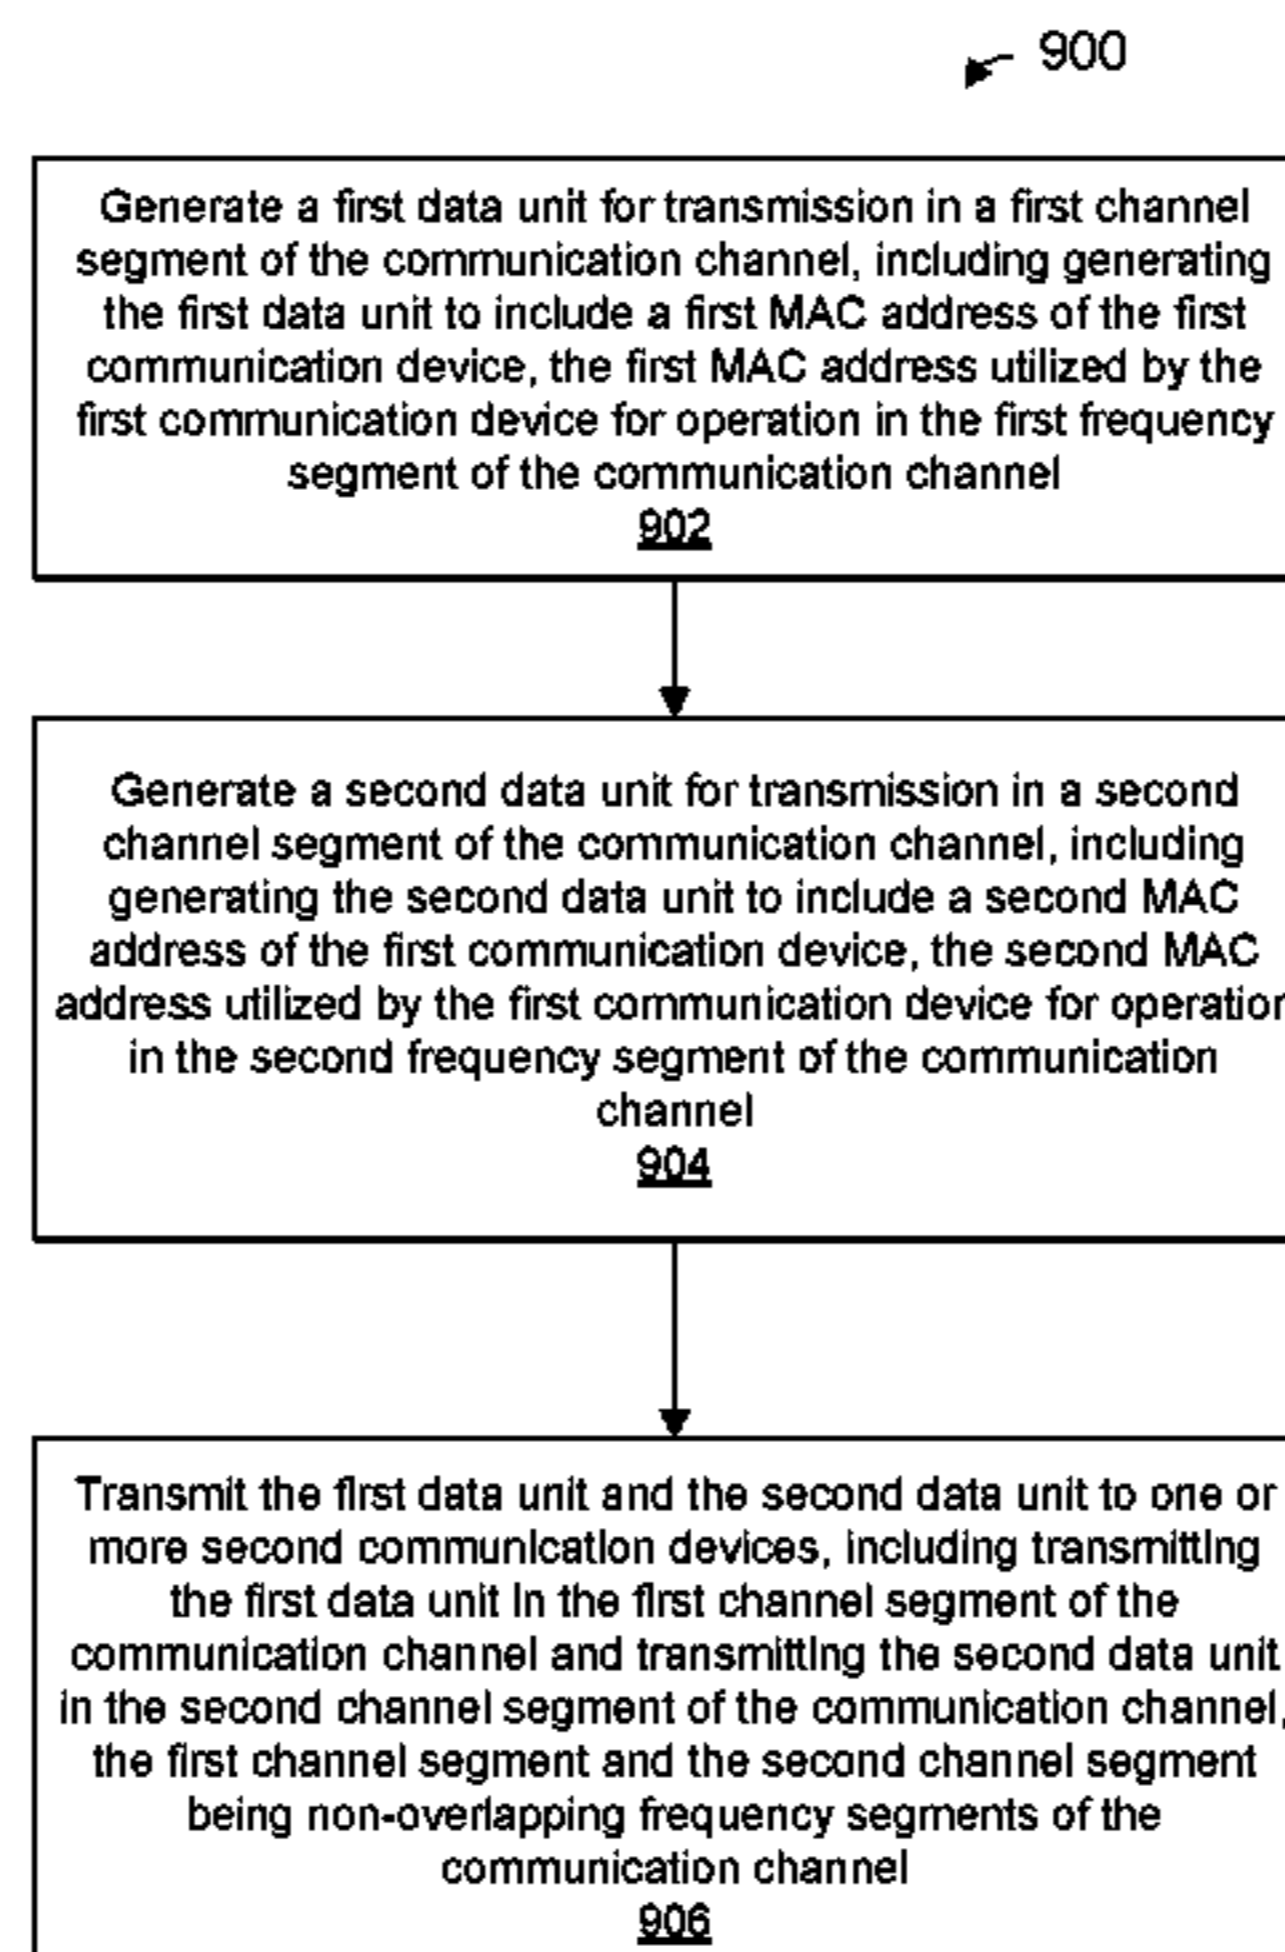 900
Generate a first data unit for transmission in a first channel
segment of the communication channel, including generating
the first data unit to include a first MAC address of the first
communication device, the first MAC address utilized by the
first communication device for operation in the first frequency
segment of the communication channel
902
Generate a second data unit for transmission in a second
channel segment of the communication channel, including
generating the second data unit to include a second MAC
address of the first communication device, the second MAC
address utilized by the first communication device for operation
in the second frequency segment of the communication
channel
904
Transmit the first data unit and the second data unit to one or
more second communication devices, including transmitting
the first data unit in the first channel segment of the
communication channel and transmitting the second data unit
in the second channel segment of the communication channel,
the first channel segment and the second channel segment
being non-overlapping frequency segments of the
communication channel
906